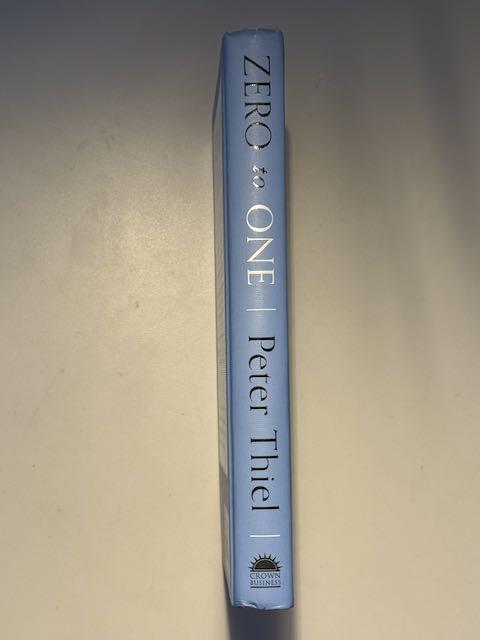 ZERO to ONE | Peter Thiel |
CROWN
BUSINESS